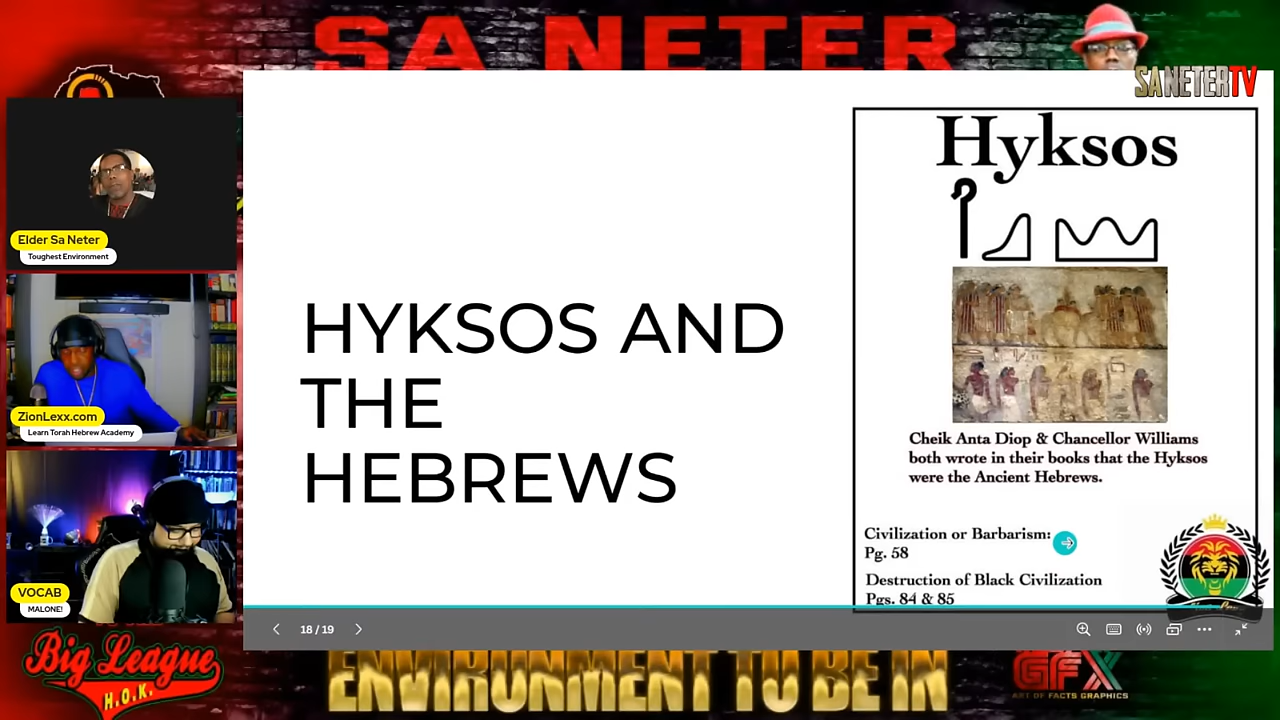 SA NETER
SANETERTV
Elder Sa Neter
Toughest Environment
ZionLexx.com
Learn Torah Hebrew Academy
VOCAB
MALONE!
HYKSOS AND
THE
HEBREWS
Hyksos
Cheik Anta Diop & Chancellor Williams
both wrote in their books that the Hyksos
were the Ancient Hebrews.
Civilization or Barbarism:
Pg. 58
Destruction of Black Civilization
Pgs. 84 & 85
18 / 19
Big League
H.O.K.
ENVIRONMENT TO BE IN
GFX
ART OF FACTS GRAPHICS